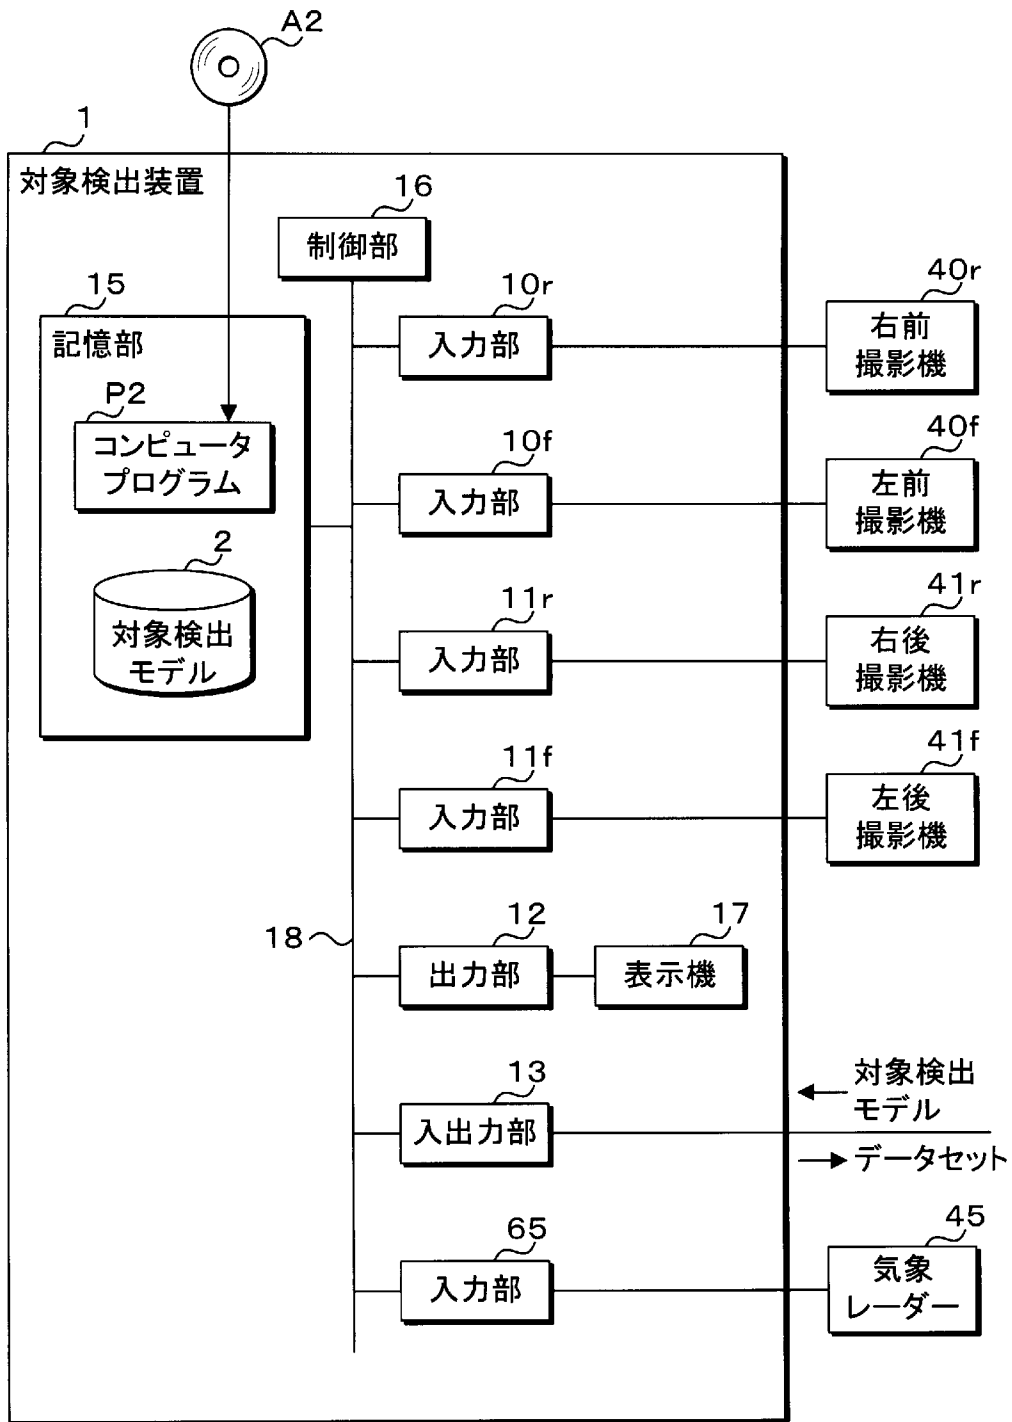 A2
1
対象検出装置
16
制御部
15
記憶部
P2
コンピュータ
プログラム
2
対象検出
モデル
10r
入力部
40r
右前
撮影機
10f
入力部
40f
左前
撮影機
11r
入力部
41r
右後
撮影機
11f
入力部
41f
左後
撮影機
18
12
出力部
17
表示機
13
入出力部
対象検出
モデル
データセット
65
入力部
45
気象
レーダー